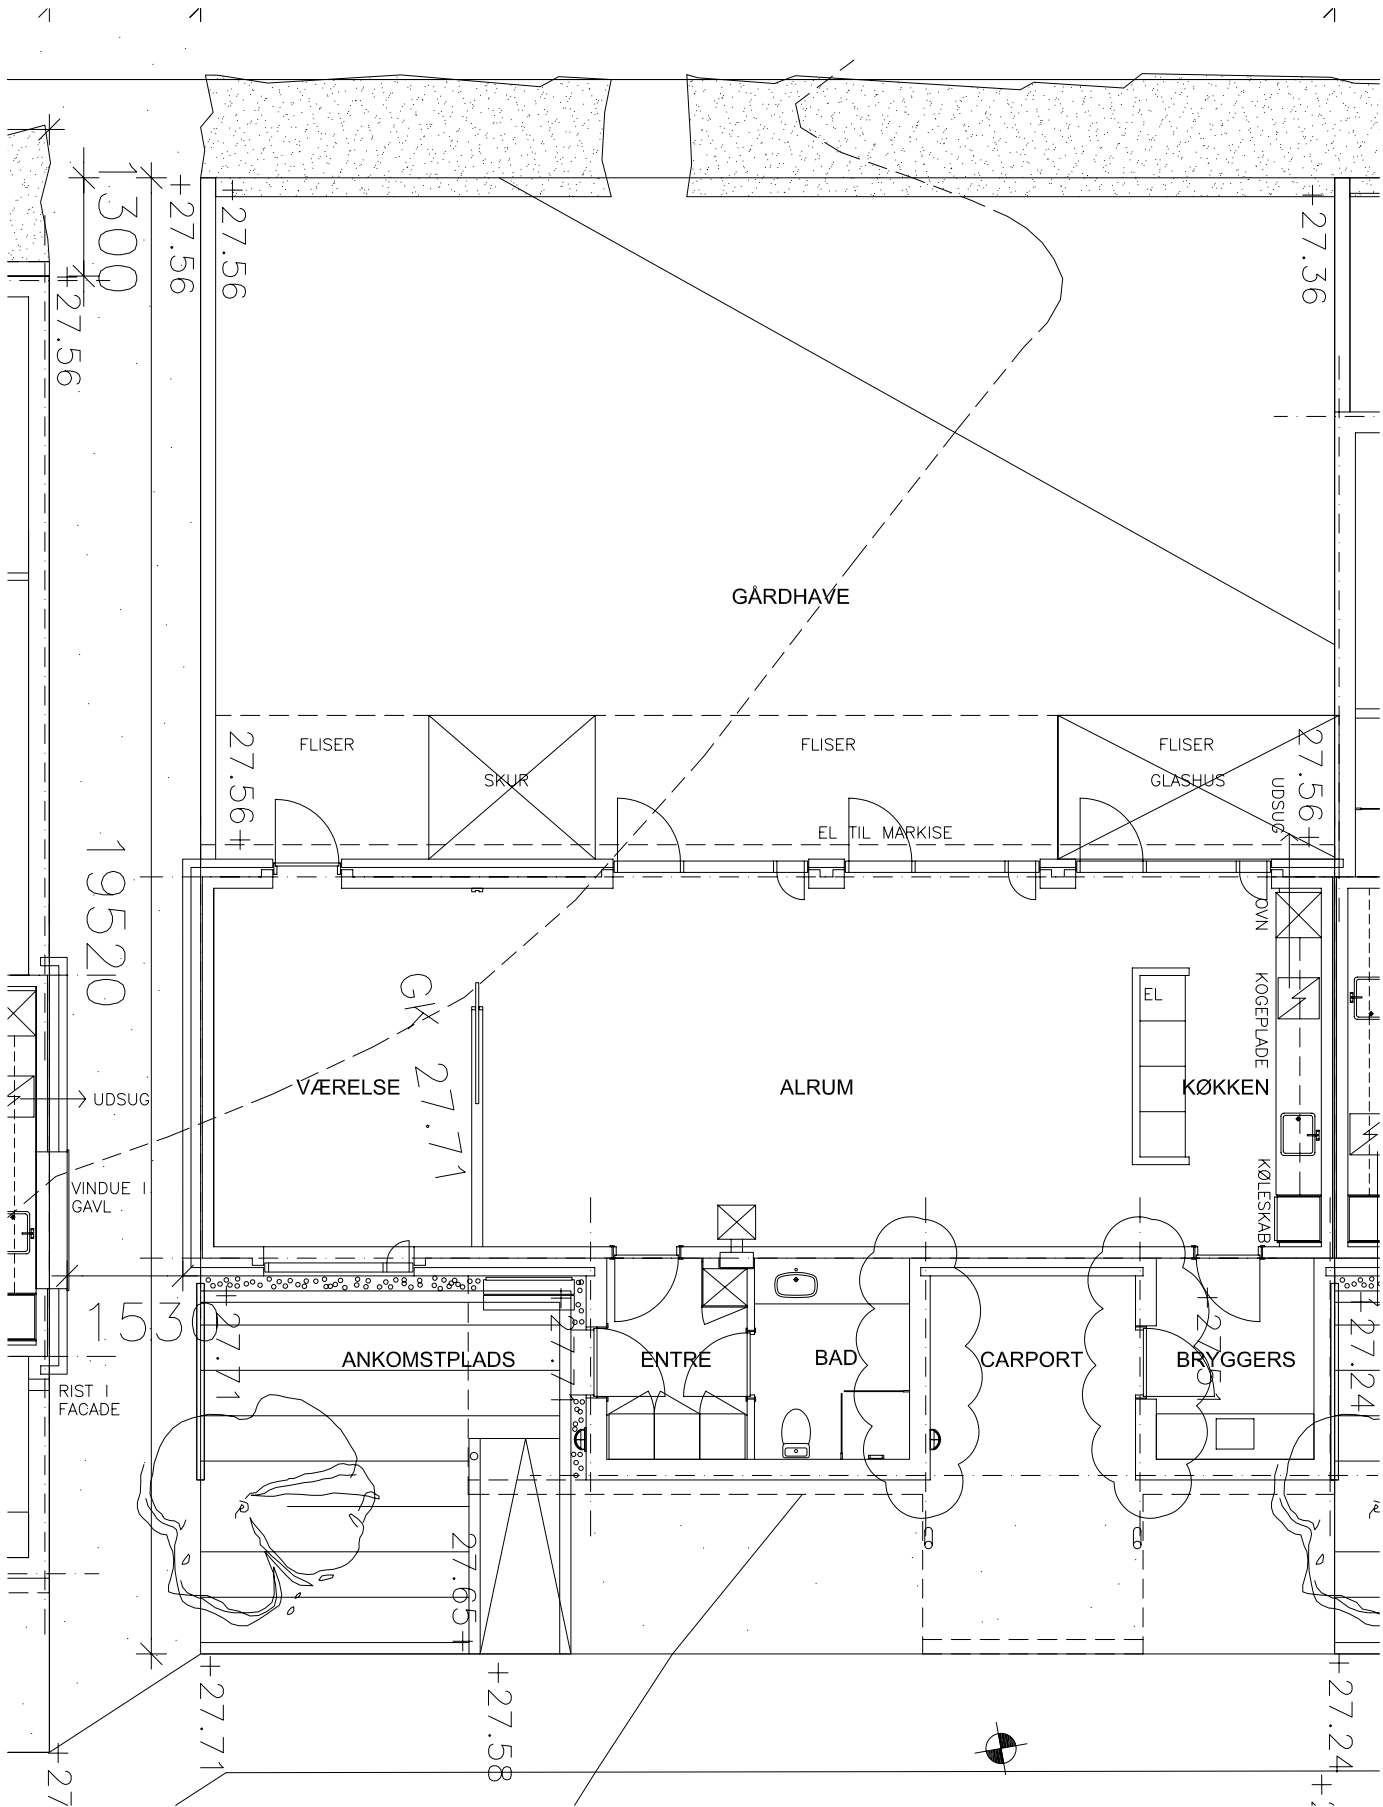 1300
+27.56
+27.56
+27.56
+27.36
GÅRDHAVE
FLISER
FLISER
FLISER
SKUR
GLASHUS
27.56+
27.56+
UDSUG
EL TIL MARKISE
19520
OVN
KOGEPLADE
KØLESKAB
EL
GK 27.71
VÆRELSE
ALRUM
KØKKEN
UDSUG
VINDUE I
GAVL
1530
RIST I
FACADE
+27.71
ANKOMSTPLADS
ENTRE
BAD
CARPORT
BRYGGERS
+27.24
27.65+
+27.71
+27.58
+27.24
+27